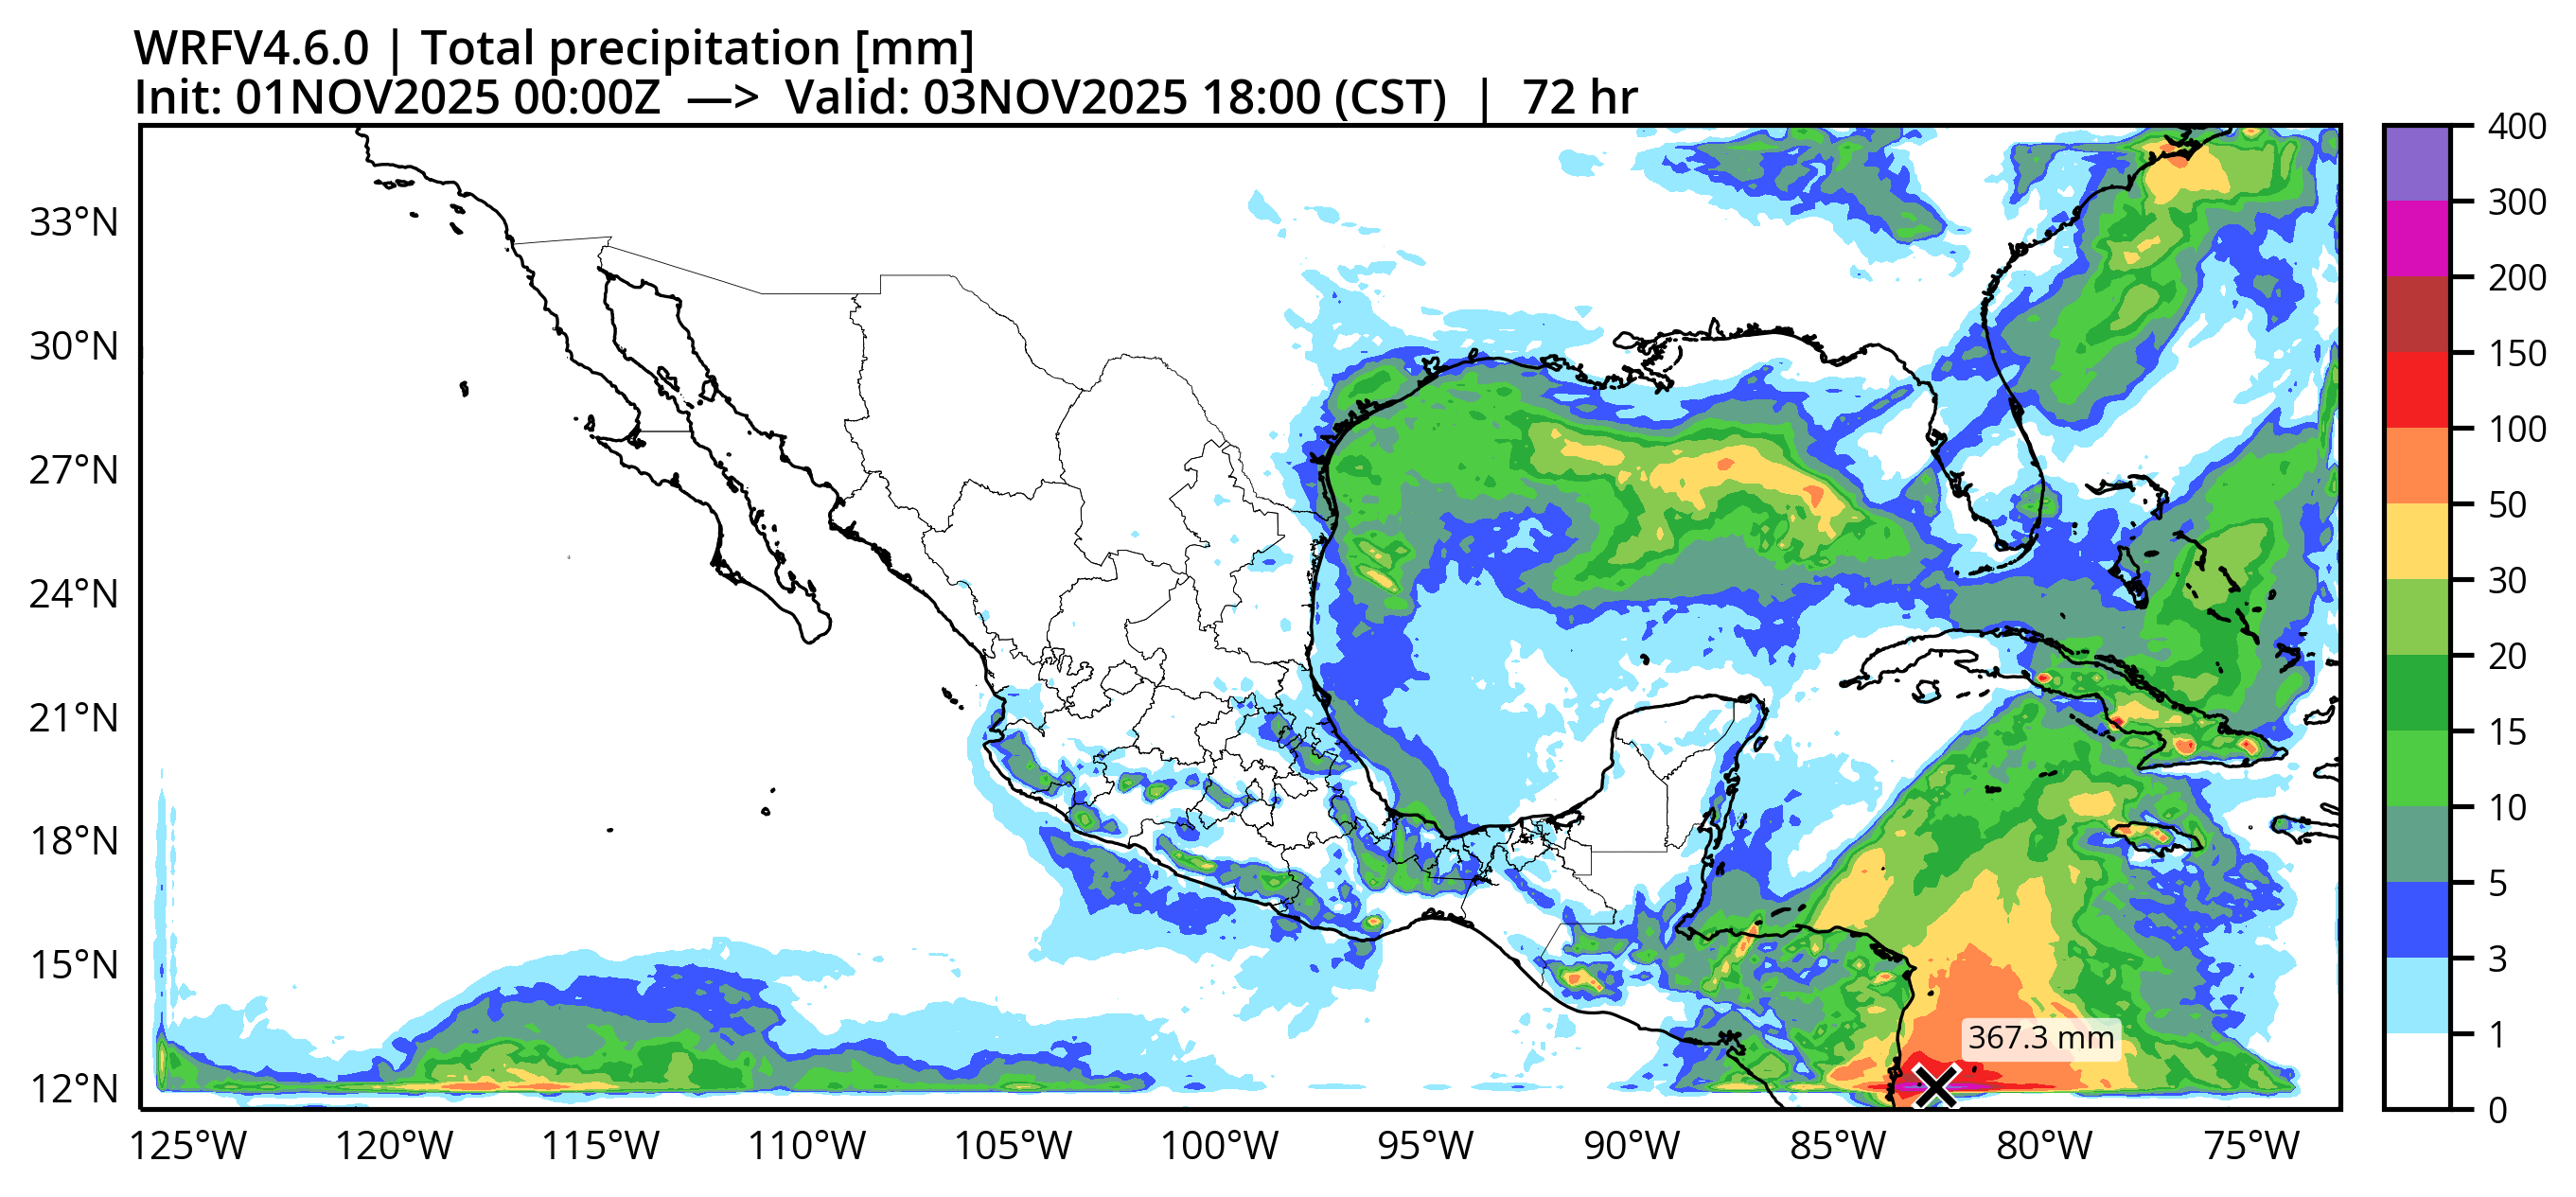 WRFV4.6.0 | Total precipitation [mm]
Init: 01NOV2025 00:00Z —> Valid: 03NOV2025 18:00 (CST) | 72 hr
33°N
30°N
27°N
24°N
21°N
18°N
15°N
12°N
125°W 120°W 115°W 110°W 105°W 100°W 95°W 90°W 85°W 80°W 75°W
367.3 mm
400
300
200
150
100
50
30
20
15
10
5
3
1
0